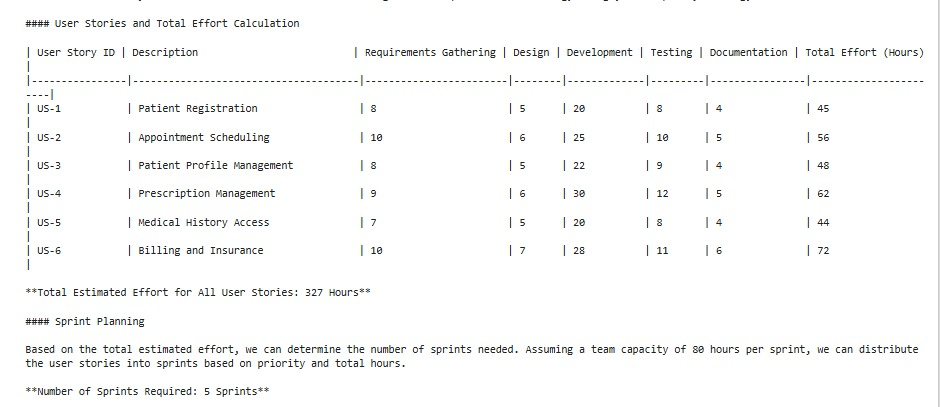 #### User Stories and Total Effort Calculation
| User Story ID | Description | Requirements Gathering | Design | Development | Testing | Documentation | Total Effort (Hours)
|
|---------------|------------------------------------|------------------------|--------|-------------|---------|---------------|-------------------
----|
| US-1 | Patient Registration | 8 | 5 | 20 | 8 | 4 | 45
|
| US-2 | Appointment Scheduling | 10 | 6 | 25 | 10 | 5 | 56
|
| US-3 | Patient Profile Management | 8 | 5 | 22 | 9 | 4 | 48
|
| US-4 | Prescription Management | 9 | 6 | 30 | 12 | 5 | 62
|
| US-5 | Medical History Access | 7 | 5 | 20 | 8 | 4 | 44
|
| US-6 | Billing and Insurance | 10 | 7 | 28 | 11 | 6 | 72
|
**Total Estimated Effort for All User Stories: 327 Hours**
#### Sprint Planning
Based on the total estimated effort, we can determine the number of sprints needed. Assuming a team capacity of 80 hours per sprint, we can distribute
the user stories into sprints based on priority and total hours.
**Number of Sprints Required: 5 Sprints**